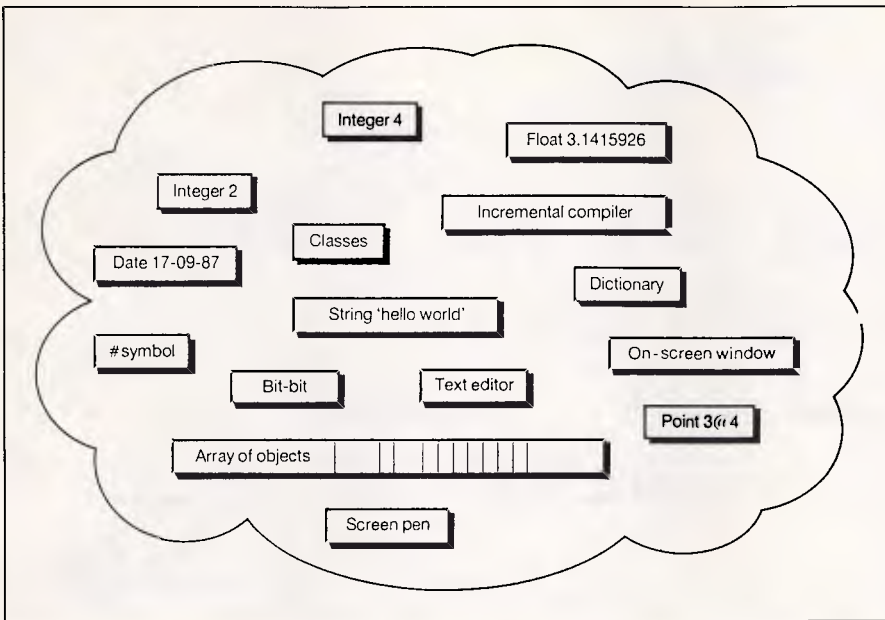 Integer 4
Float 3.1415926
Integer 2
Incremental compiler
Classes
Date 17-09-87
Dictionary
String ‘hello world’
#symbol
On-screen window
Bit-bit
Text editor
Point 3@4
Array of objects
Screen pen